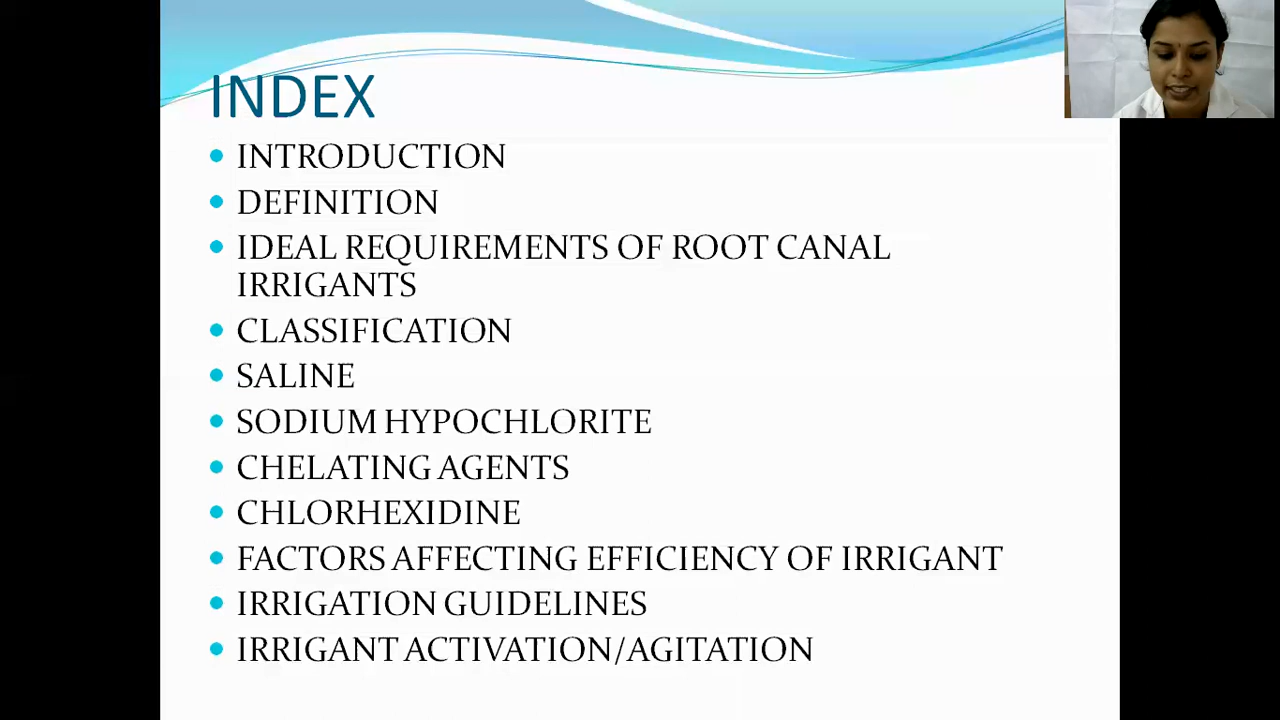 INDEX
INTRODUCTION
DEFINITION
IDEAL REQUIREMENTS OF ROOT CANAL
IRRIGANTS
CLASSIFICATION
SALINE
SODIUM HYPOCHLORITE
CHELATING AGENTS
CHLORHEXIDINE
FACTORS AFFECTING EFFICIENCY OF IRRIGANT
IRRIGATION GUIDELINES
IRRIGANT ACTIVATION/AGITATION